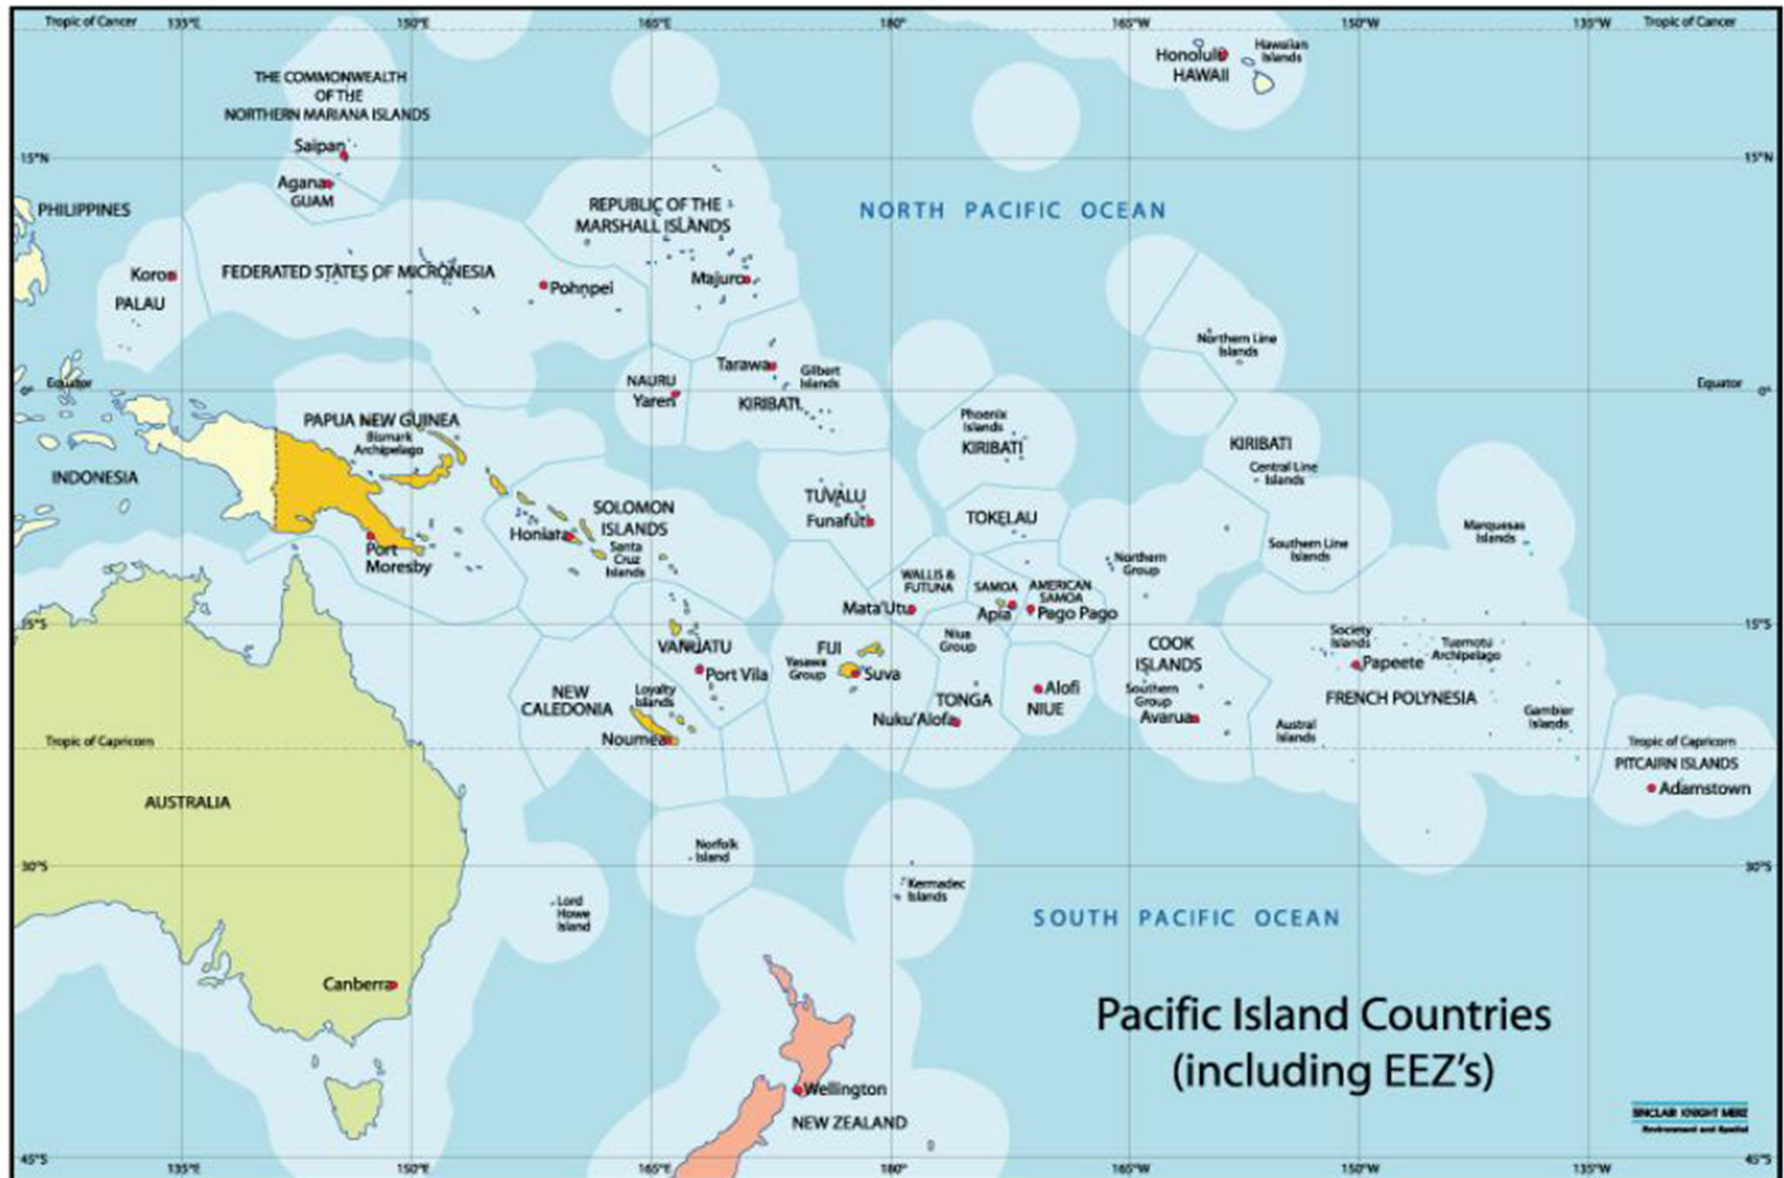 Tropic of Cancer
135°E
150°E
165°E
180°
165°W
150°W
135°W
Tropic of Cancer
Honolulu
HAWAII
Hawaiian
Islands
THE COMMONWEALTH
OF THE
NORTHERN MARIANA ISLANDS
Saipan
15°N
15°N
Agana
GUAM
PHILIPPINES
REPUBLIC OF THE
MARSHALL ISLANDS
NORTH PACIFIC OCEAN
Koror
PALAU
FEDERATED STATES OF MICRONESIA
Pohnpei
Majuro
Northern Line
Islands
Tarawa
Gilbert
Islands
KIRIBATI
NAURU
Yaren
Equator
0°
Equator
0°
PAPUA NEW GUINEA
Bismark
Archipelago
Phoenix
Islands
KIRIBATI
KIRIBATI
Central Line
Islands
INDONESIA
SOLOMON
ISLANDS
Honiata
Santa
Cruz
Islands
TUVALU
Funafuti
TOKELAU
Marquesas
Islands
Southern Line
Islands
Port
Moresby
Northern
Group
WALLIS &
FUTUNA
Mata'Utu
SAMOA
Apia
AMERICAN
SAMOA
Pago Pago
15°S
15°S
VANUATU
Port Vila
FIJI
Yasawa
Group
Suva
Niua
Group
COOK
ISLANDS
Society
Islands
Papeete
Tuemotu
Archipelago
NEW
CALEDONIA
Loyalty
Islands
Noumea
TONGA
Nuku'Alofa
Alofi
NIUE
Southern
Group
Avarua
FRENCH POLYNESIA
Austral
Islands
Gambier
Islands
Tropic of Capricorn
Tropic of Capricorn
PITCAIRN ISLANDS
Adamstown
AUSTRALIA
Norfolk
Island
30°S
30°S
Kermadec
Islands
Lord
Howe
Island
SOUTH PACIFIC OCEAN
Canberra
Pacific Island Countries
(including EEZ's)
Wellington
NEW ZEALAND
SINCLAIR KNIGHT MERZ
Environment and Spatial
45°S
135°E
150°E
165°E
180°
165°W
150°W
135°W
45°S